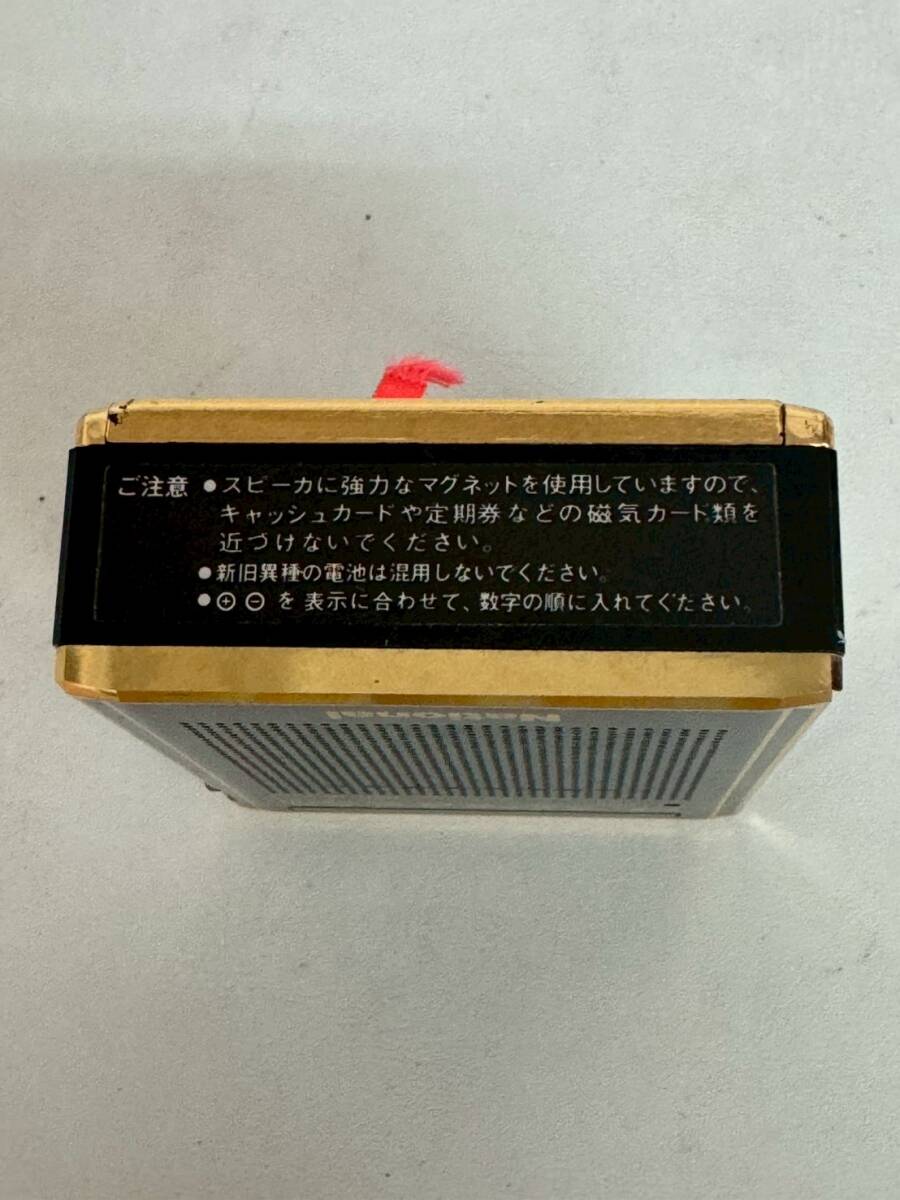 ご注意 ●スピーカに強力なマグネットを使用していますので、
キャッシュカードや定期券などの磁気カード類を
近づけないでください。
●新旧異種の電池は混用しないでください。
●⊕⊖を表示に合わせて、数字の順に入れてください。
National